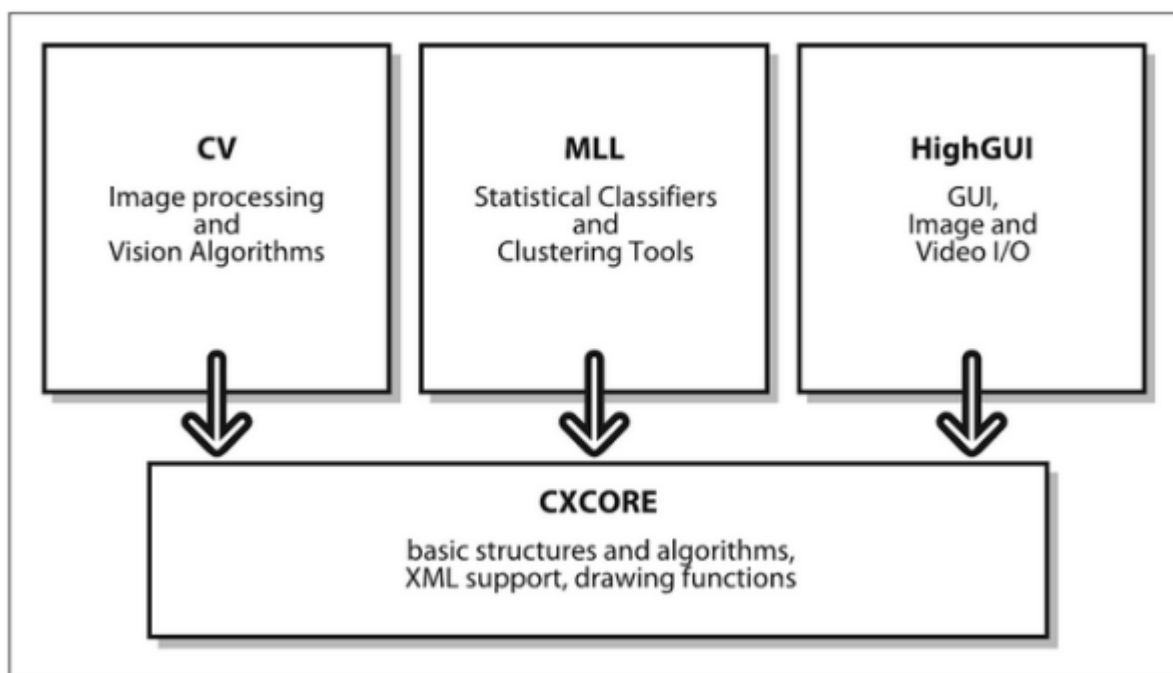 CV
Image processing
and
Vision Algorithms
MLL
Statistical Classifiers
and
Clustering Tools
HighGUI
GUI,
Image and
Video I/O
CXCORE
basic structures and algorithms,
XML support, drawing functions